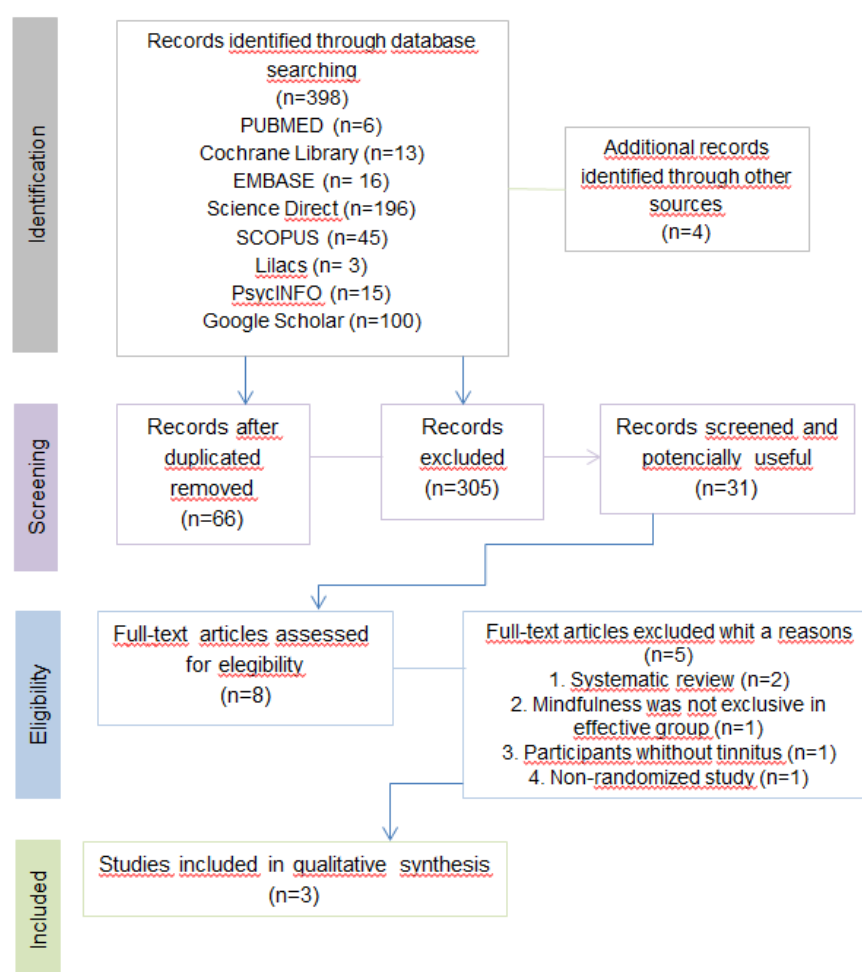 Identification
Records identified through database
searching
(n=398)
PUBMED (n=6)
Cochrane Library (n=13)
EMBASE (n= 16)
Science Direct (n=196)
SCOPUS (n=45)
Lilacs (n= 3)
PsycINFO (n=15)
Google Scholar (n=100)
Additional records
identified through other
sources
(n=4)
Screening
Records after
duplicated
removed
(n=66)
Records
excluded
(n=305)
Records screened and
potencially useful
(n=31)
Eligibility
Full-text articles assessed
for elegibility
(n=8)
Full-text articles excluded whit a reasons
(n=5)
1. Systematic review (n=2)
2. Mindfulness was not exclusive in
effective group (n=1)
3. Participants whithout tinnitus (n=1)
4. Non-randomized study (n=1)
Included
Studies included in qualitative synthesis
(n=3)